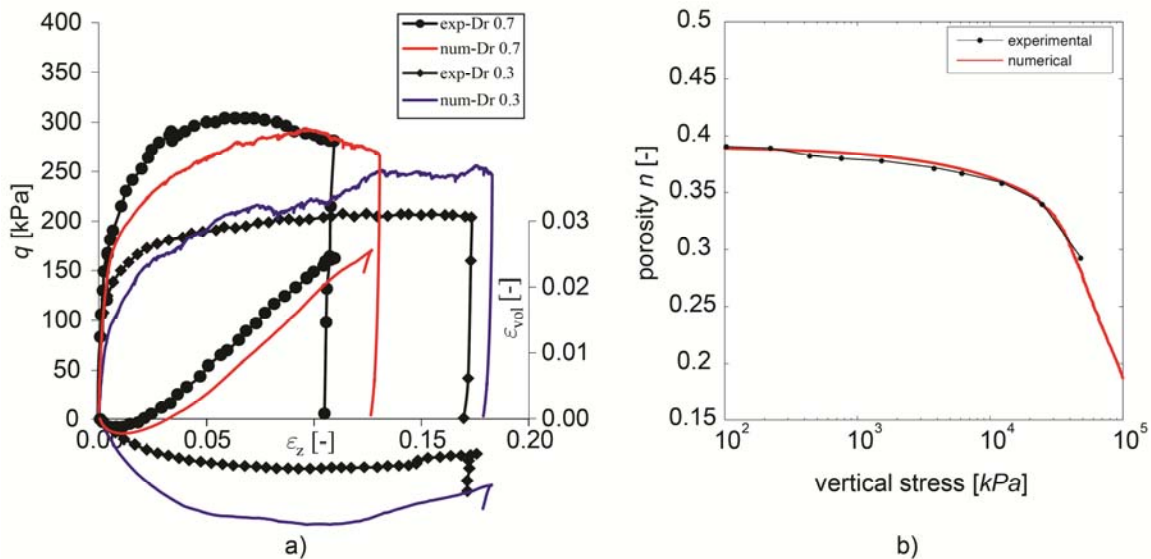 400
350
300
250
200
150
100
50
0
q [kPa]
exp-Dr 0.7
num-Dr 0.7
exp-Dr 0.3
num-Dr 0.3
0.03
0.02
0.01
0.00
εvol [-]
0.05
0.15
0.20
εz [-]
a)
0.5
0.45
0.4
0.35
0.3
0.25
0.2
0.15
porosity n [-]
experimental
numerical
10²
10³
10⁴
10⁵
vertical stress [kPa]
b)